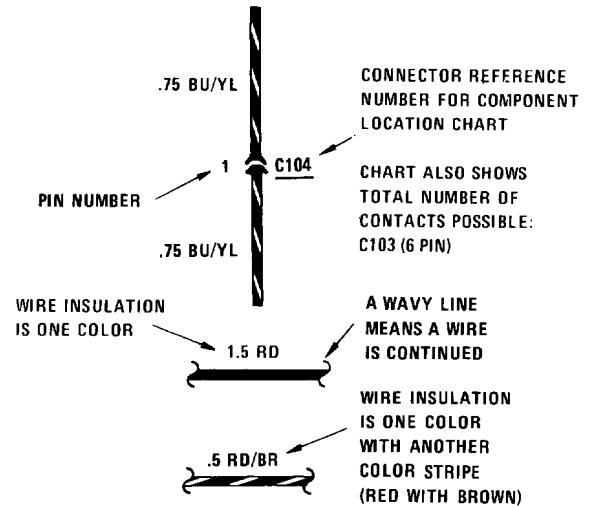 .75 BU/YL
CONNECTOR REFERENCE
NUMBER FOR COMPONENT
LOCATION CHART
1
C104
PIN NUMBER
CHART ALSO SHOWS
TOTAL NUMBER OF
CONTACTS POSSIBLE:
C103 (6 PIN)
.75 BU/YL
WIRE INSULATION
IS ONE COLOR
A WAVY LINE
MEANS A WIRE
IS CONTINUED
1.5 RD
WIRE INSULATION
IS ONE COLOR
WITH ANOTHER
COLOR STRIPE
(RED WITH BROWN)
.5 RD/BR